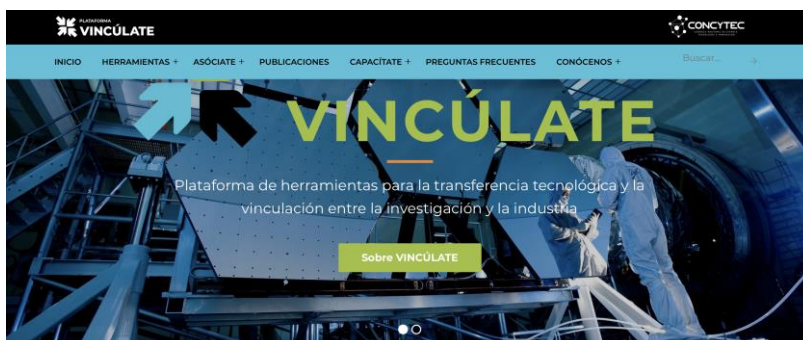 PLATAFORMA
VINCÚLATE
CONCYTEC
INICIO HERRAMIENTAS + ASÓCIATE + PUBLICACIONES CAPACÍTATE + PREGUNTAS FRECUENTES CONÓCENOS + Buscar...
VINCÚLATE
Plataforma de herramientas para la transferencia tecnológica y la
vinculación entre la investigación y la industria
Sobre VINCÚLATE